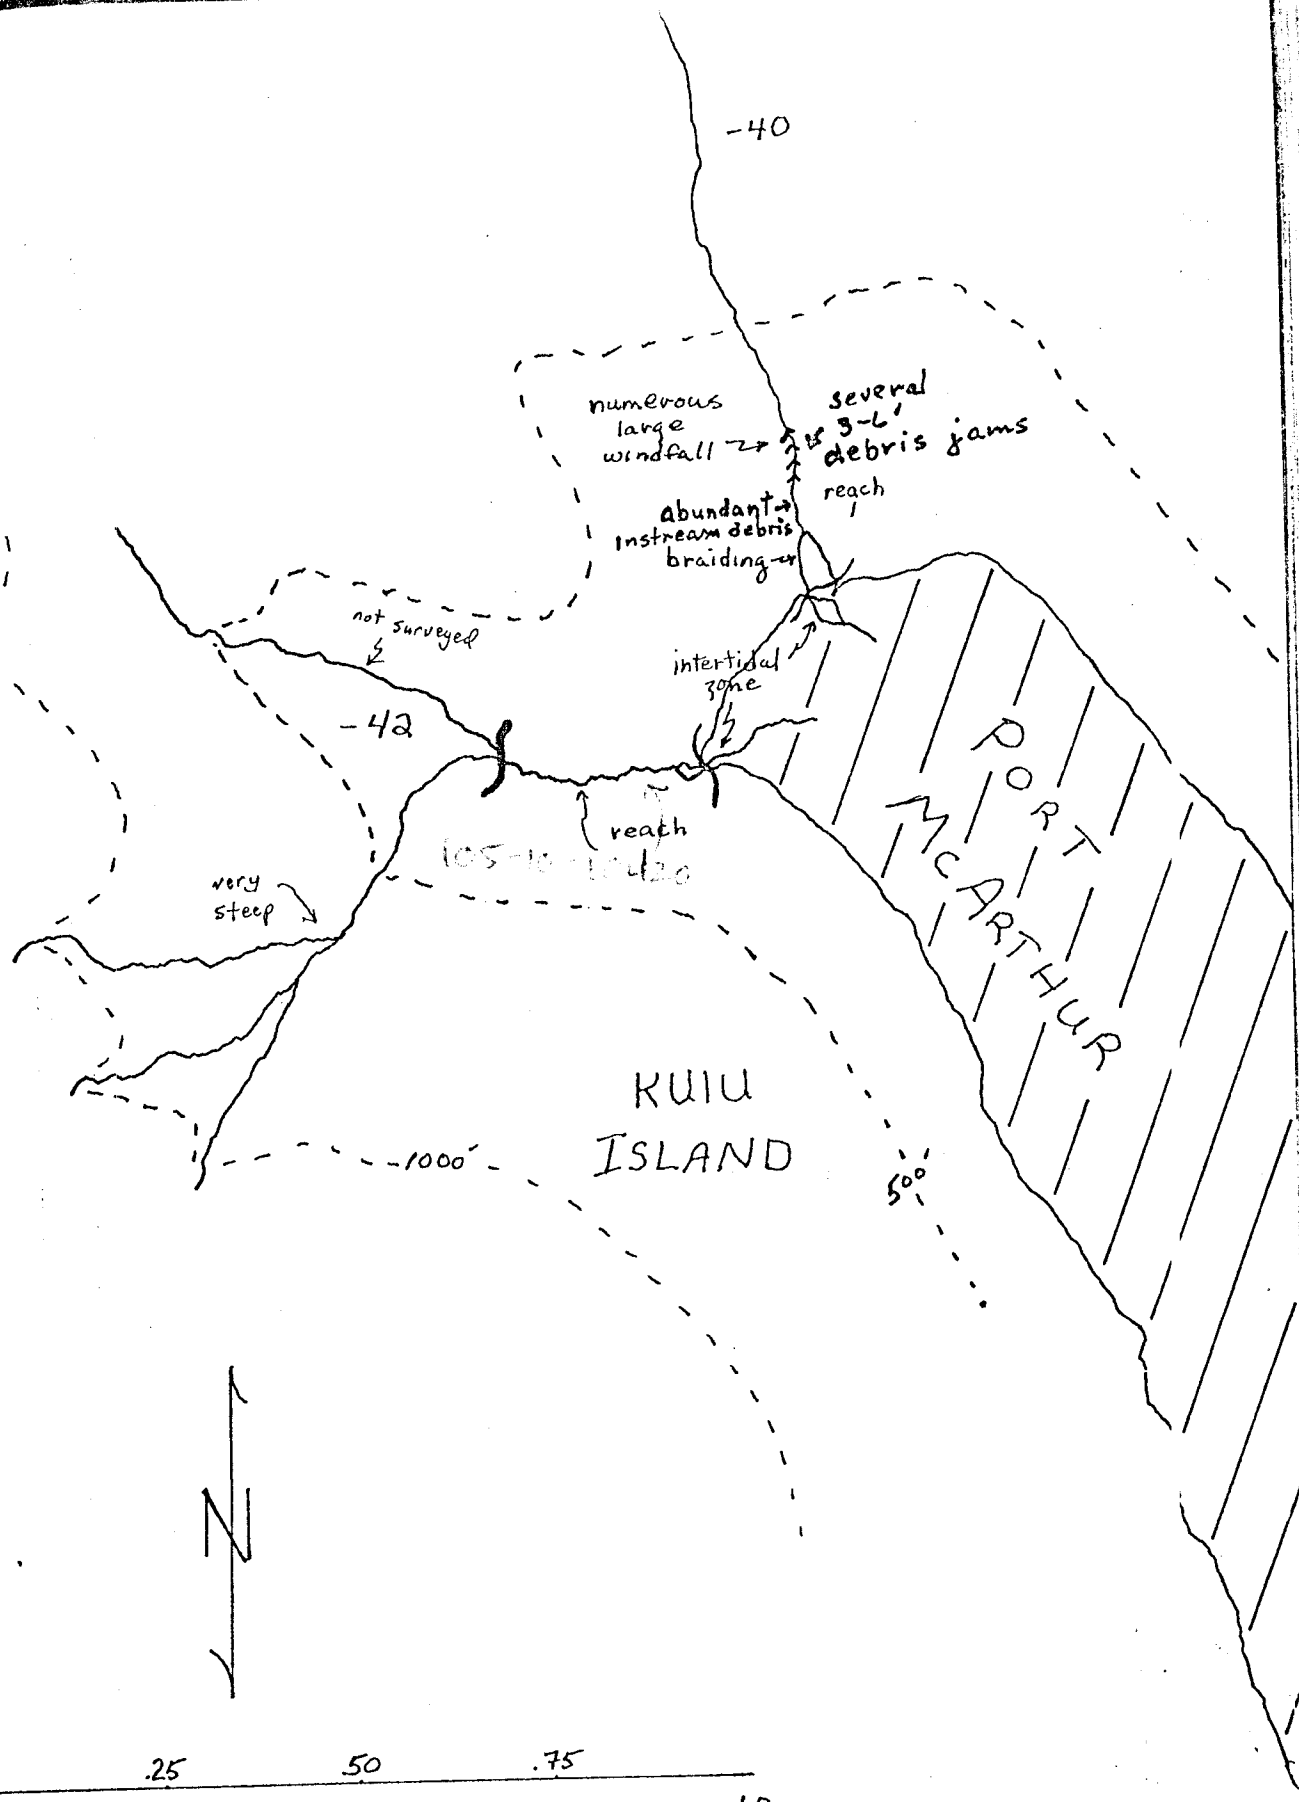 -40
several
3-6'
debris jams
numerous
large
windfall
reach
abundant
instream debris
braiding
not surveyed
intertidal
zone
-42
PORT
MCARTHUR
reach
very
steep
KUIU
ISLAND
1000'
500'
N
.25 .50 .75